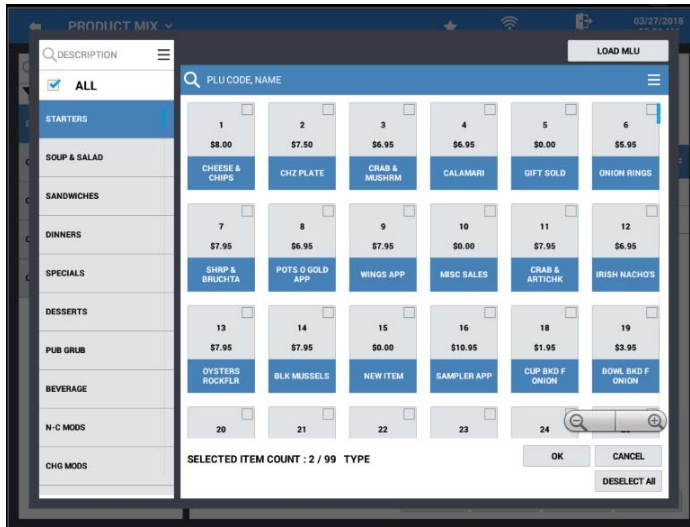 PRODUCT MIX
03/27/2018
DESCRIPTION
LOAD MLU
ALL
PLU CODE, NAME
STARTERS
SOUP & SALAD
SANDWICHES
DINNERS
SPECIALS
DESSERTS
PUB GRUB
BEVERAGE
N-C MODS
CHG MODS
1 2 3 4 5 6
$8.00 $7.50 $6.95 $6.95 $0.00 $5.95
CHEESE & CHIPS CHZ PLATE CRAB & MUSHRM CALAMARI GIFT SOLD ONION RINGS
7 8 9 10 11 12
$7.95 $6.95 $7.95 $0.00 $7.95 $6.95
SHRP & BRUCHTA POTS O GOLD APP WINGS APP MISC SALES CRAB & ARTICHK IRISH NACHO'S
13 14 15 16 18 19
$7.95 $7.95 $0.00 $10.95 $1.95 $3.95
OYSTERS ROCKFLR BLK MUSSELS NEW ITEM SAMPLER APP CUP BKD F ONION BOWL BKD F ONION
20 21 22 23 24
SELECTED ITEM COUNT : 2 / 99 TYPE
OK CANCEL
DESELECT All